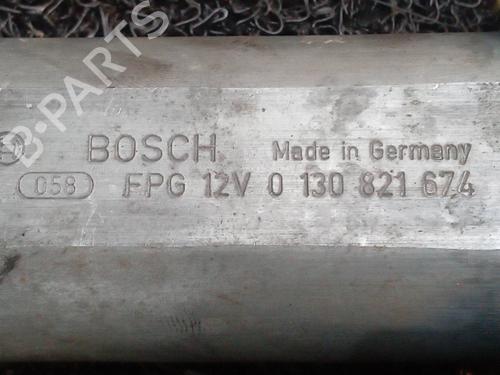 B-PARTS
BOSCH Made in Germany
058 FPG 12V 0 130 821 674